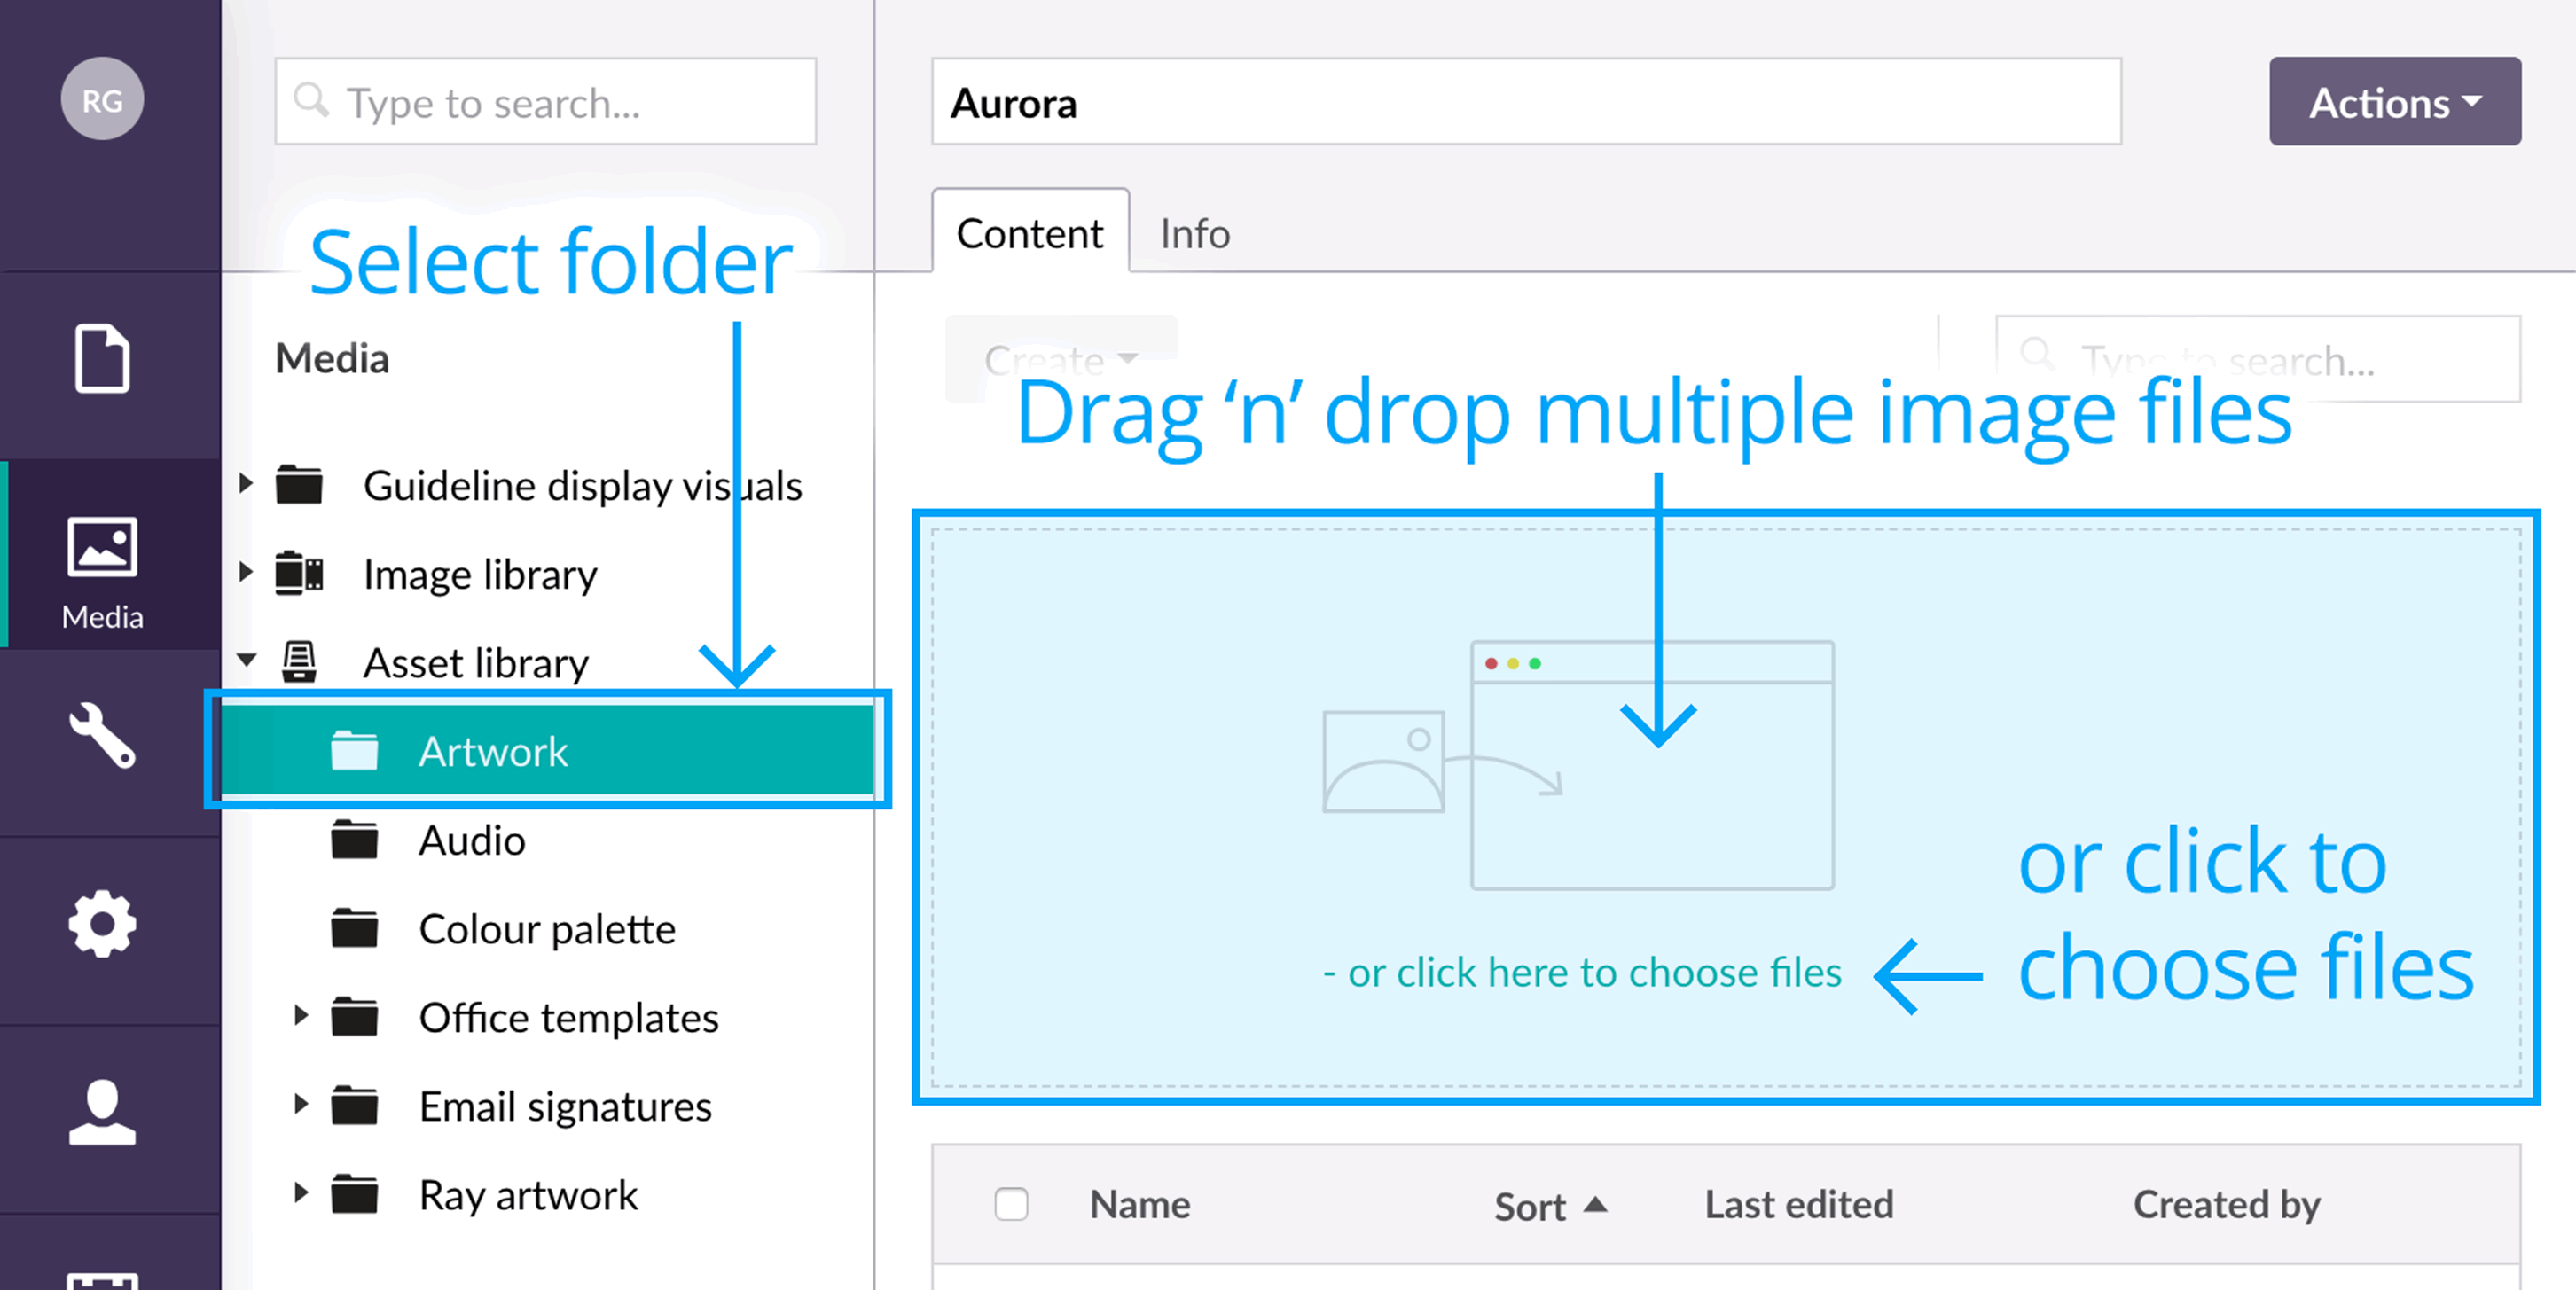 RG
Type to search...
Aurora
Actions
Content
Info
Select folder
Media
Create
Type to search...
Drag ‘n’ drop multiple image files
Guideline display visuals
Image library
Media
Asset library
Artwork
Audio
Colour palette
Office templates
Email signatures
Ray artwork
or click to
choose files
- or click here to choose files
Name
Sort
Last edited
Created by